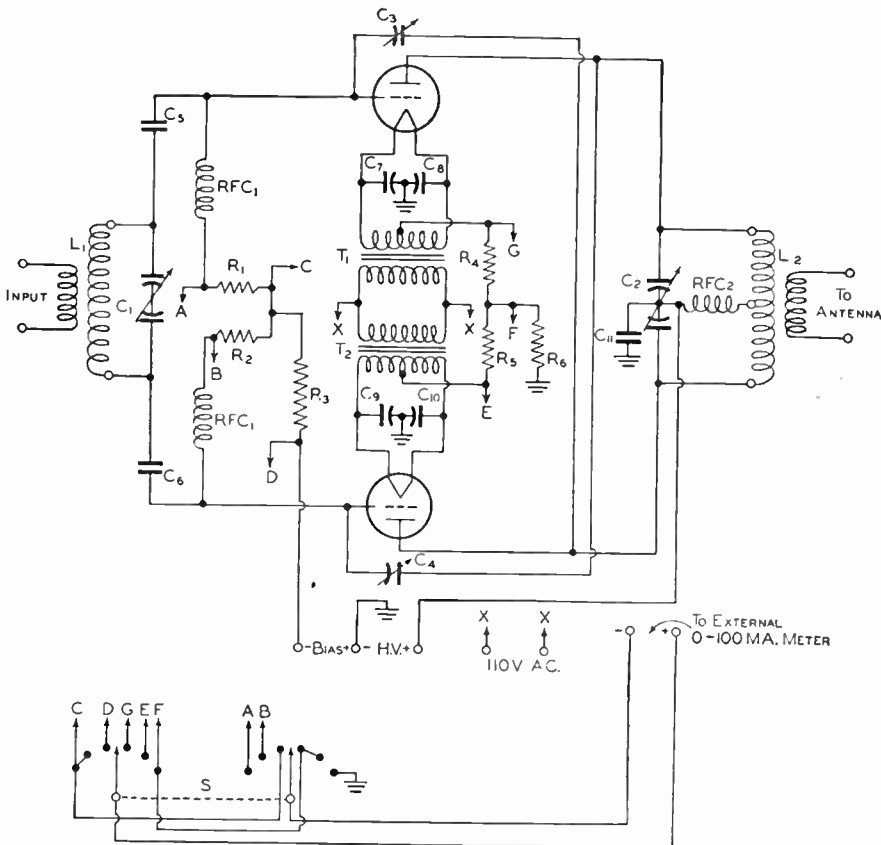 C3
C5
C7
C8
RFC1
L1
T1
R4
G
L2
C2
RFC2
R1
C
INPUT
C1
A
X
X
F
TO
ANTENNA
R2
C11
B
T2
R5
R6
R3
C9
C10
E
RFC1
D
C6
C4
X
X
TO EXTERNAL
0-100 MA. METER
-BIAS+ - H.V.+
110V AC.
- +
C D G E F A B
S